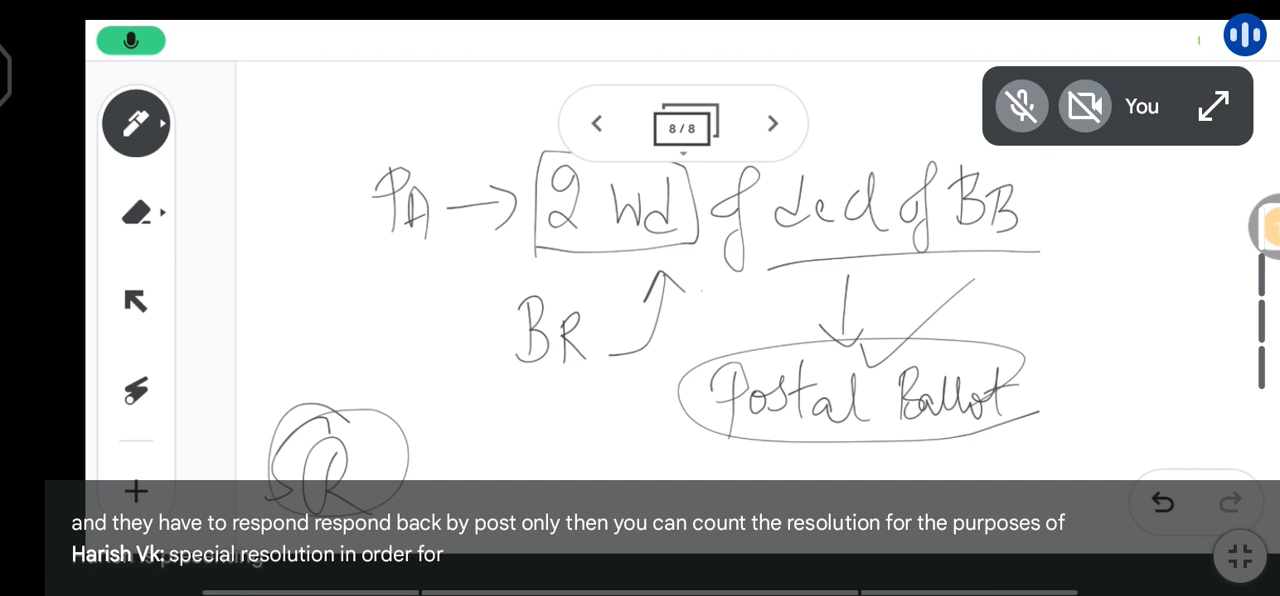 8 / 8
You
PA → 2 Wd of ded of BB
BR
Postal Ballot
SR
and they have to respond respond back by post only then you can count the resolution for the purposes of
Harish Vk: special resolution in order for